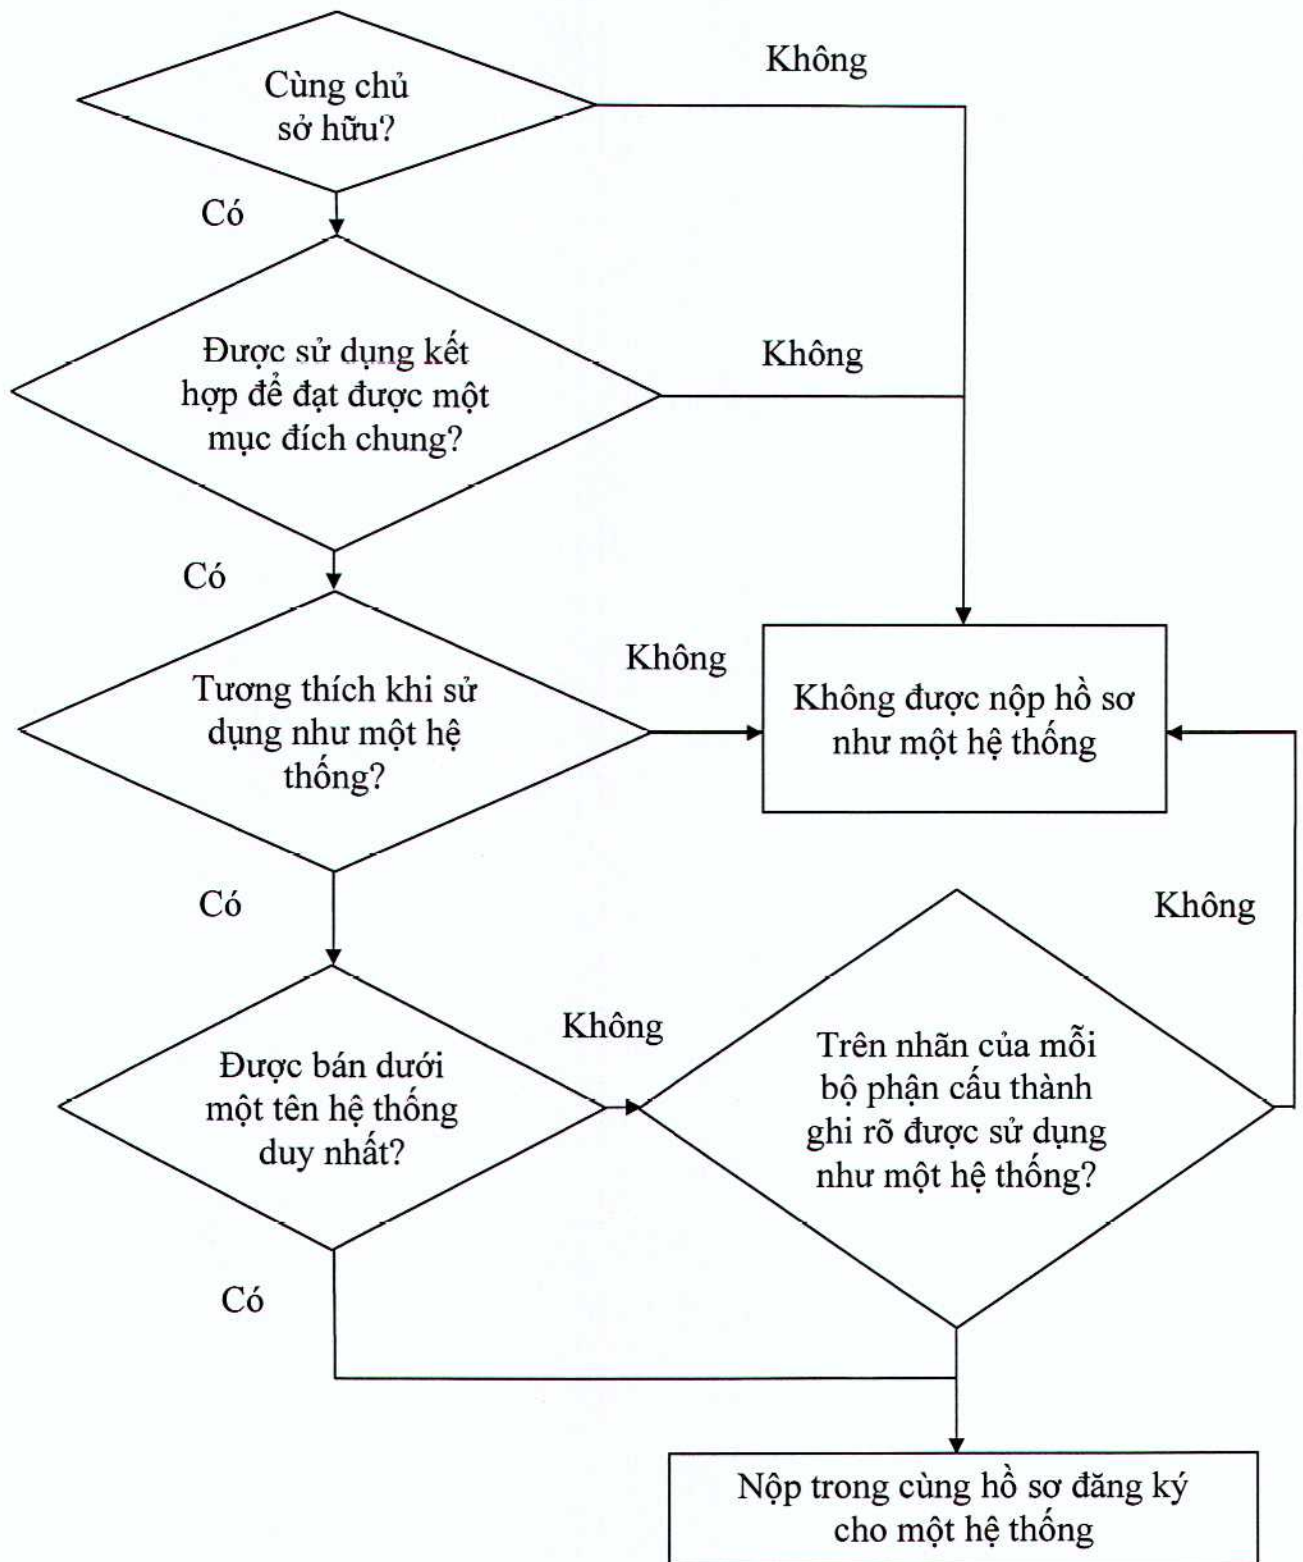 Không
Cùng chủ
sở hữu?
Có
Được sử dụng kết
hợp để đạt được một
mục đích chung?
Không
Có
Không
Tương thích khi sử
dụng như một hệ
thống?
Không được nộp hồ sơ
như một hệ thống
Có
Không
Không
Được bán dưới
một tên hệ thống
duy nhất?
Trên nhãn của mỗi
bộ phận cấu thành
ghi rõ được sử dụng
như một hệ thống?
Có
Nộp trong cùng hồ sơ đăng ký
cho một hệ thống